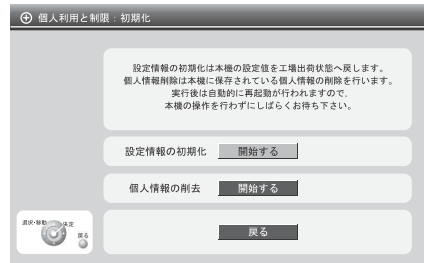 個人利用と制限：初期化
設定情報の初期化は本機の設定値を工場出荷状態へ戻します。
個人情報削除は本機に保存されている個人情報の削除を行います。
実行後は自動的に再起動が行われますので、
本機の操作を行わずにしばらくお待ち下さい。
設定情報の初期化 開始する
個人情報の削去 開始する
選択・移動 決定
戻る
戻る